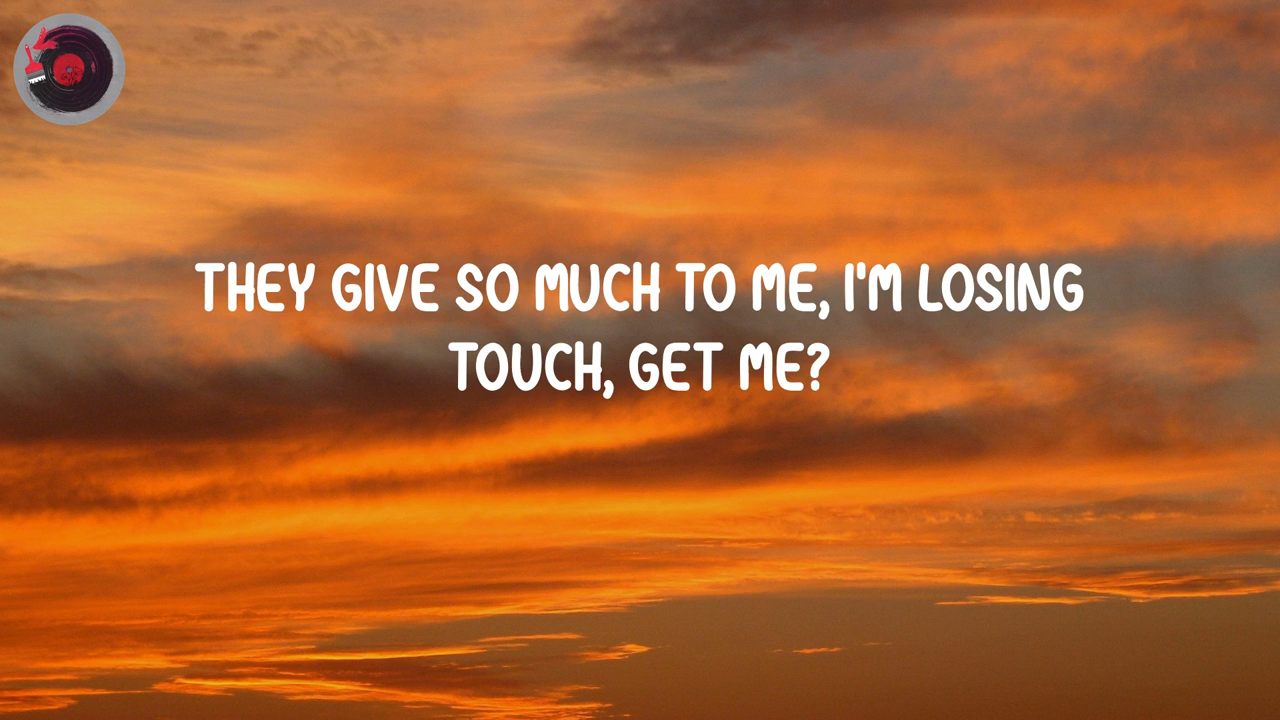 THEY GIVE SO MUCH TO ME, I'M LOSING
TOUCH, GET ME?